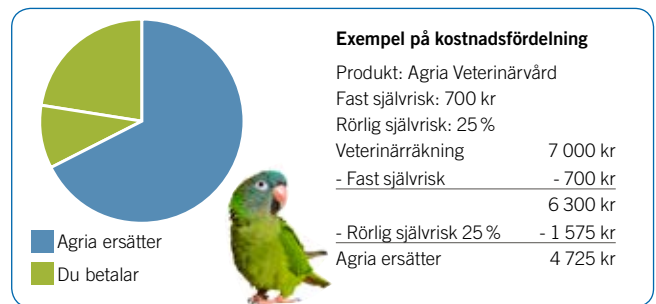 Exempel på kostnadsfördelning
Produkt: Agria Veterinärvård
Fast självrisk: 700 kr
Rörlig självrisk: 25 %
Veterinärräkning 7 000 kr
- Fast självrisk - 700 kr
6 300 kr
- Rörlig självrisk 25 % - 1 575 kr
Agria ersätter 4 725 kr
Agria ersätter
Du betalar